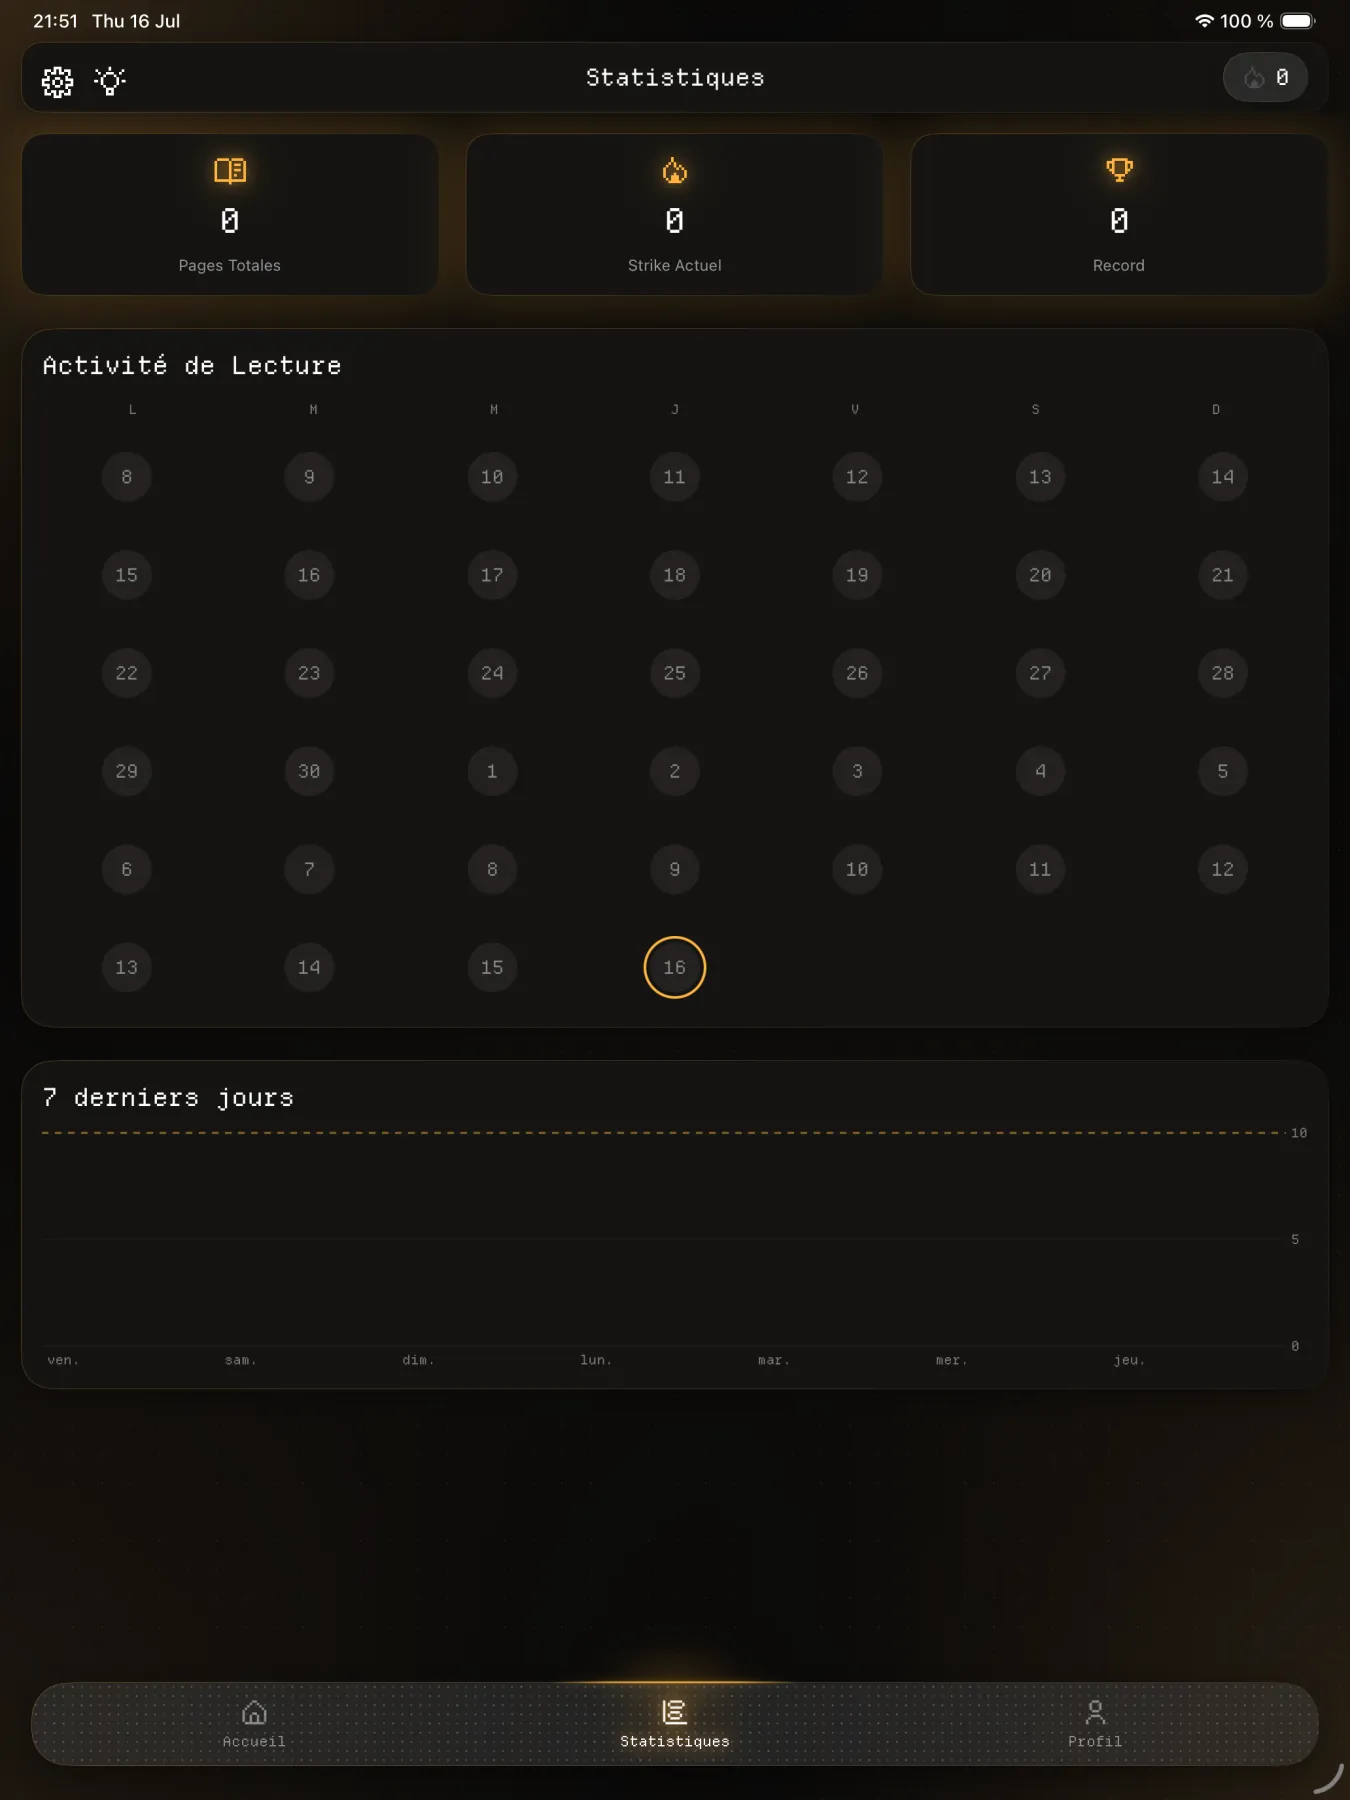 21:51 Thu 16 Jul
100 %
Statistiques
0
0
Pages Totales
0
Strike Actuel
0
Record
Activité de Lecture
L M M J V S D
8 9 10 11 12 13 14
15 16 17 18 19 20 21
22 23 24 25 26 27 28
29 30 1 2 3 4 5
6 7 8 9 10 11 12
13 14 15 16
7 derniers jours
10
5
0
ven. sam. dim. lun. mar. mer. jeu.
Accueil
Statistiques
Profil